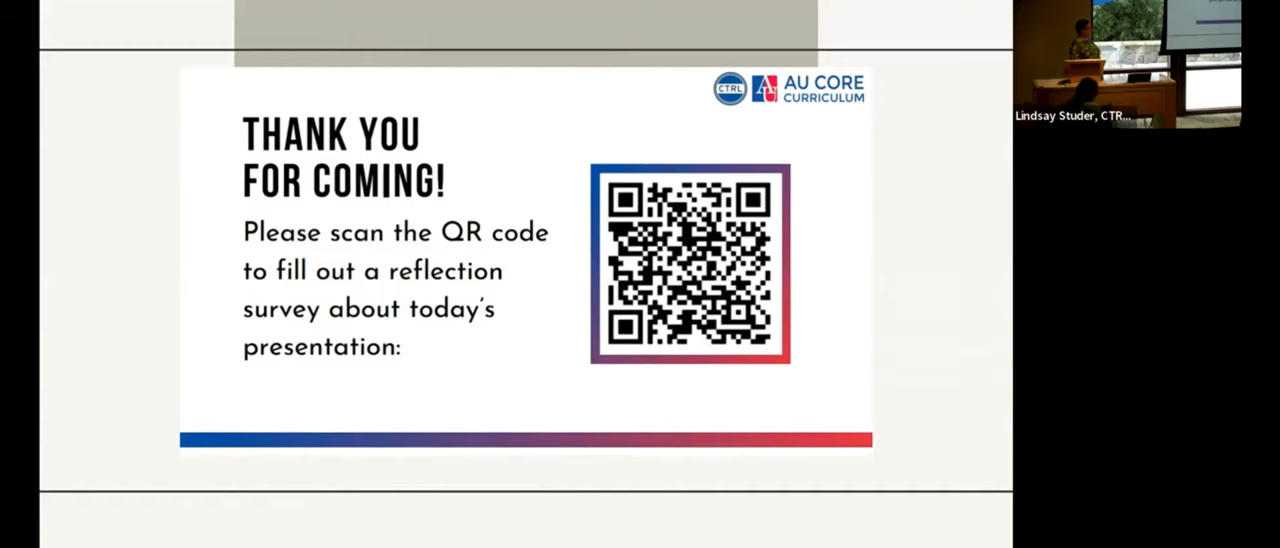 CTRL
AU
AU CORE
CURRICULUM
THANK YOU
FOR COMING!
Please scan the QR code
to fill out a reflection
survey about today's
presentation:
Lindsay Studer, CTR...